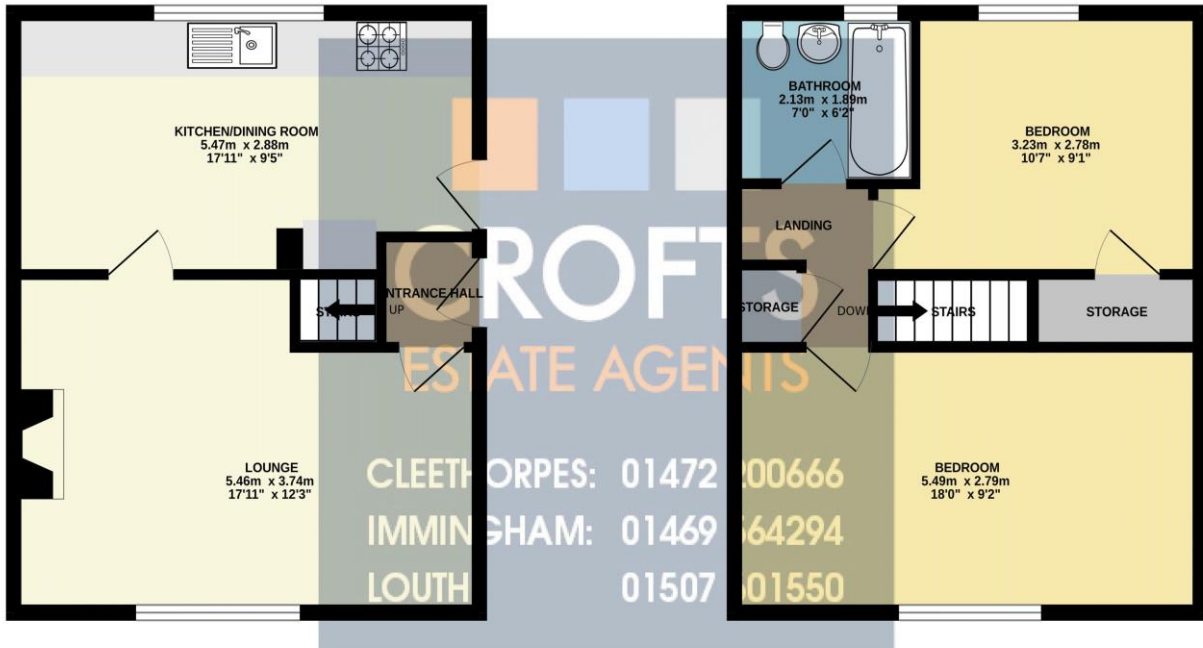 KITCHEN/DINING ROOM
5.47m x 2.88m
17'11" x 9'5"
ENTRANCE HALL
STAIRS
UP
LOUNGE
5.46m x 3.74m
17'11" x 12'3"
BATHROOM
2.13m x 1.89m
7'0" x 6'2"
BEDROOM
3.23m x 2.78m
10'7" x 9'1"
LANDING
STORAGE
DOWN
STAIRS
STORAGE
BEDROOM
5.49m x 2.79m
18'0" x 9'2"
CROFTS
ESTATE AGENTS
CLEETHORPES: 01472 200666
IMMINGHAM: 01469 564294
LOUTH 01507 601550